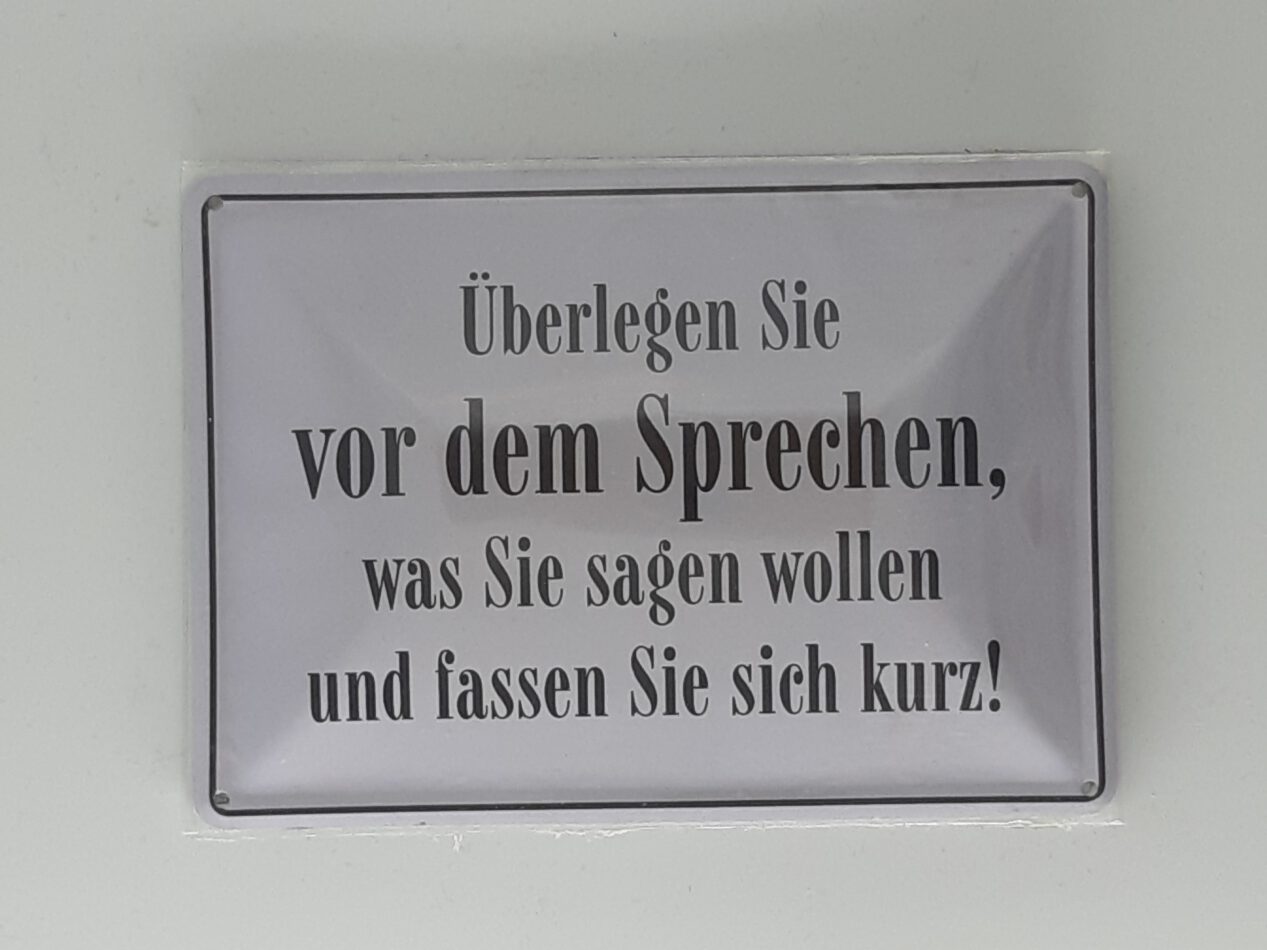 Überlegen Sie
vor dem Sprechen,
was Sie sagen wollen
und fassen Sie sich kurz!